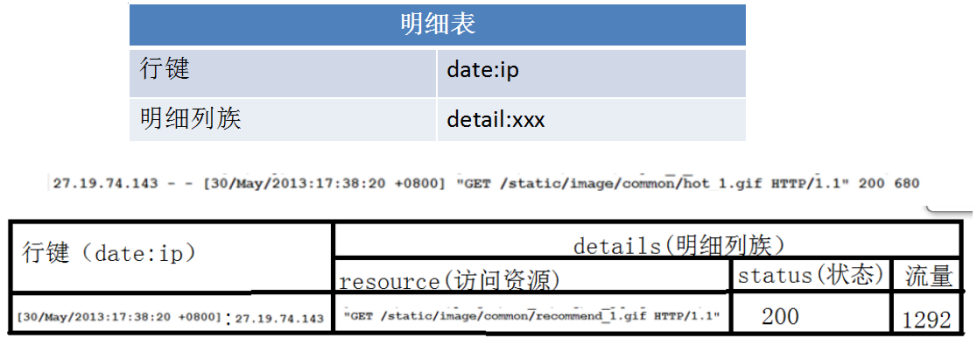 明细表
行键 date:ip
明细列族 detail:xxx
27.19.74.143 - - [30/May/2013:17:38:20 +0800] "GET /static/image/common/hot_1.gif HTTP/1.1" 200 680
行键（date:ip） details(明细列族)
resource(访问资源) status(状态) 流量
[30/May/2013:17:38:20 +0800]:27.19.74.143 "GET /static/image/common/recommend_1.gif HTTP/1.1" 200 1292